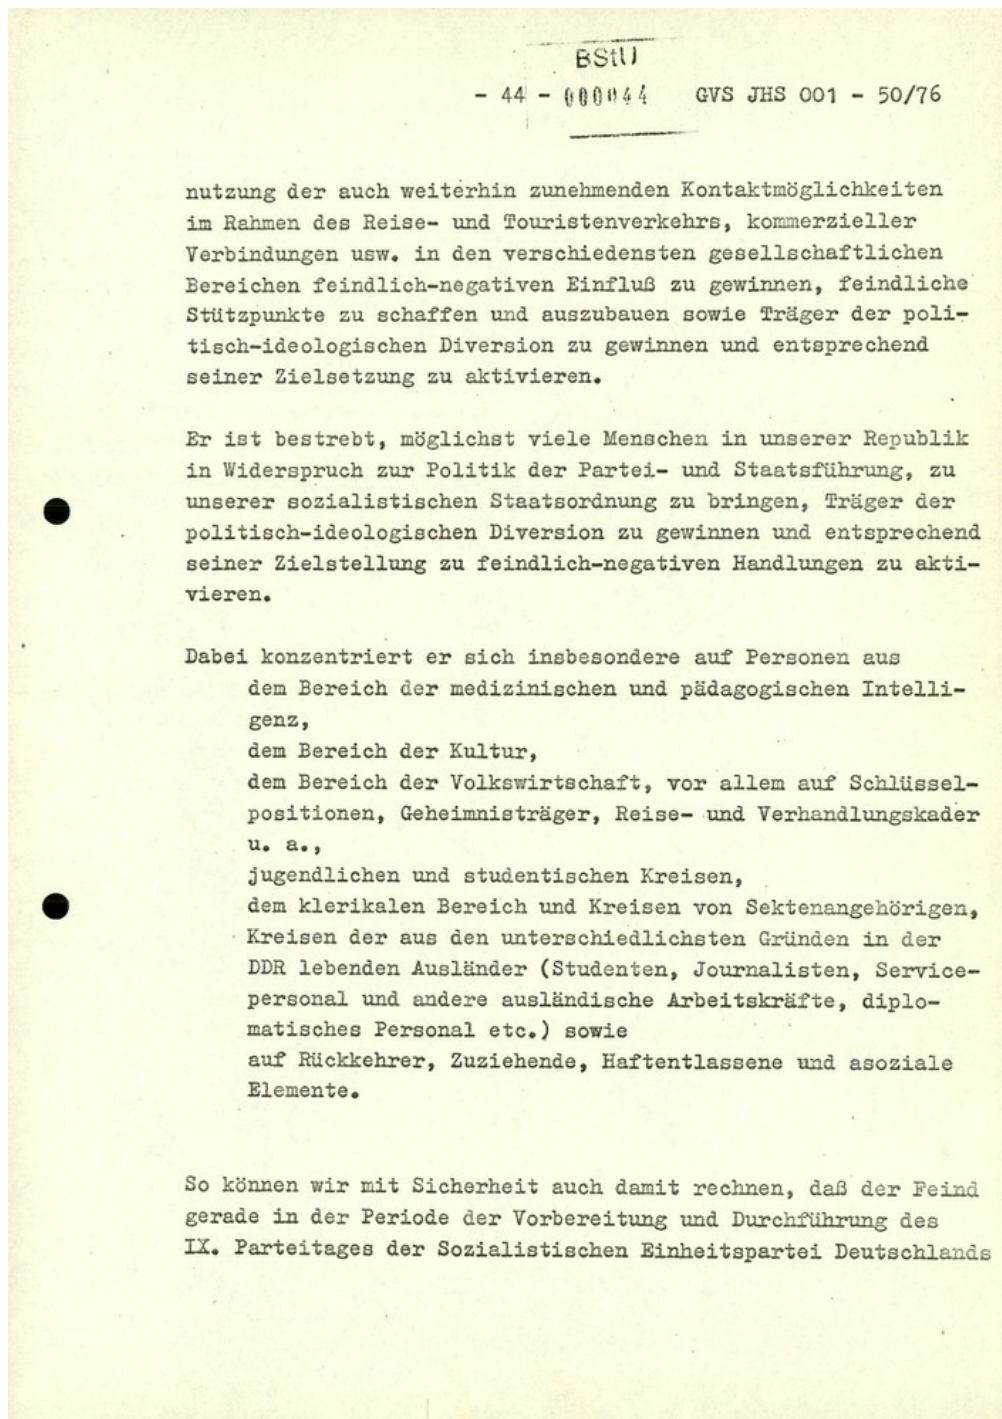 BStU
- 44 - 000044 GVS JHS 001 - 50/76
nutzung der auch weiterhin zunehmenden Kontaktmöglichkeiten
im Rahmen des Reise- und Touristenverkehrs, kommerzieller
Verbindungen usw. in den verschiedensten gesellschaftlichen
Bereichen feindlich-negativen Einfluß zu gewinnen, feindliche
Stützpunkte zu schaffen und auszubauen sowie Träger der poli-
tisch-ideologischen Diversion zu gewinnen und entsprechend
seiner Zielsetzung zu aktivieren.
Er ist bestrebt, möglichst viele Menschen in unserer Republik
in Widerspruch zur Politik der Partei- und Staatsführung, zu
unserer sozialistischen Staatsordnung zu bringen, Träger der
politisch-ideologischen Diversion zu gewinnen und entsprechend
seiner Zielstellung zu feindlich-negativen Handlungen zu akti-
vieren.
Dabei konzentriert er sich insbesondere auf Personen aus
dem Bereich der medizinischen und pädagogischen Intelli-
genz,
dem Bereich der Kultur,
dem Bereich der Volkswirtschaft, vor allem auf Schlüssel-
positionen, Geheimnisträger, Reise- und Verhandlungskader
u. a.,
jugendlichen und studentischen Kreisen,
dem klerikalen Bereich und Kreisen von Sektenangehörigen,
Kreisen der aus den unterschiedlichsten Gründen in der
DDR lebenden Ausländer (Studenten, Journalisten, Service-
personal und andere ausländische Arbeitskräfte, diplo-
matisches Personal etc.) sowie
auf Rückkehrer, Zuziehende, Haftentlassene und asoziale
Elemente.
So können wir mit Sicherheit auch damit rechnen, daß der Feind
gerade in der Periode der Vorbereitung und Durchführung des
IX. Parteitages der Sozialistischen Einheitspartei Deutschlands